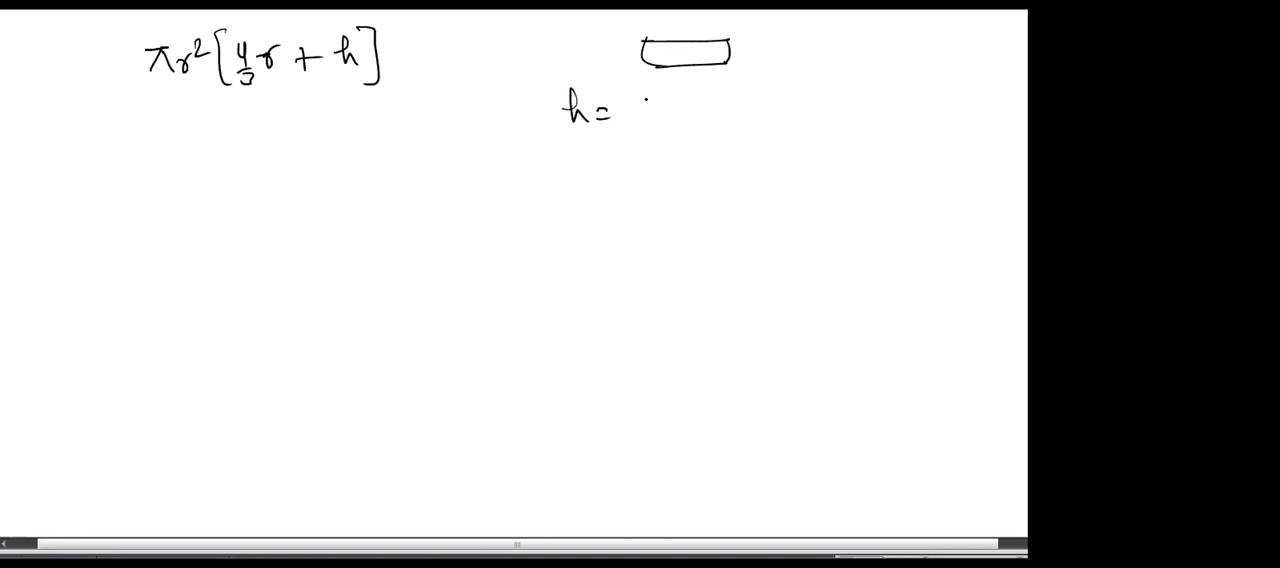 πr²[4/3 r + h]
h =